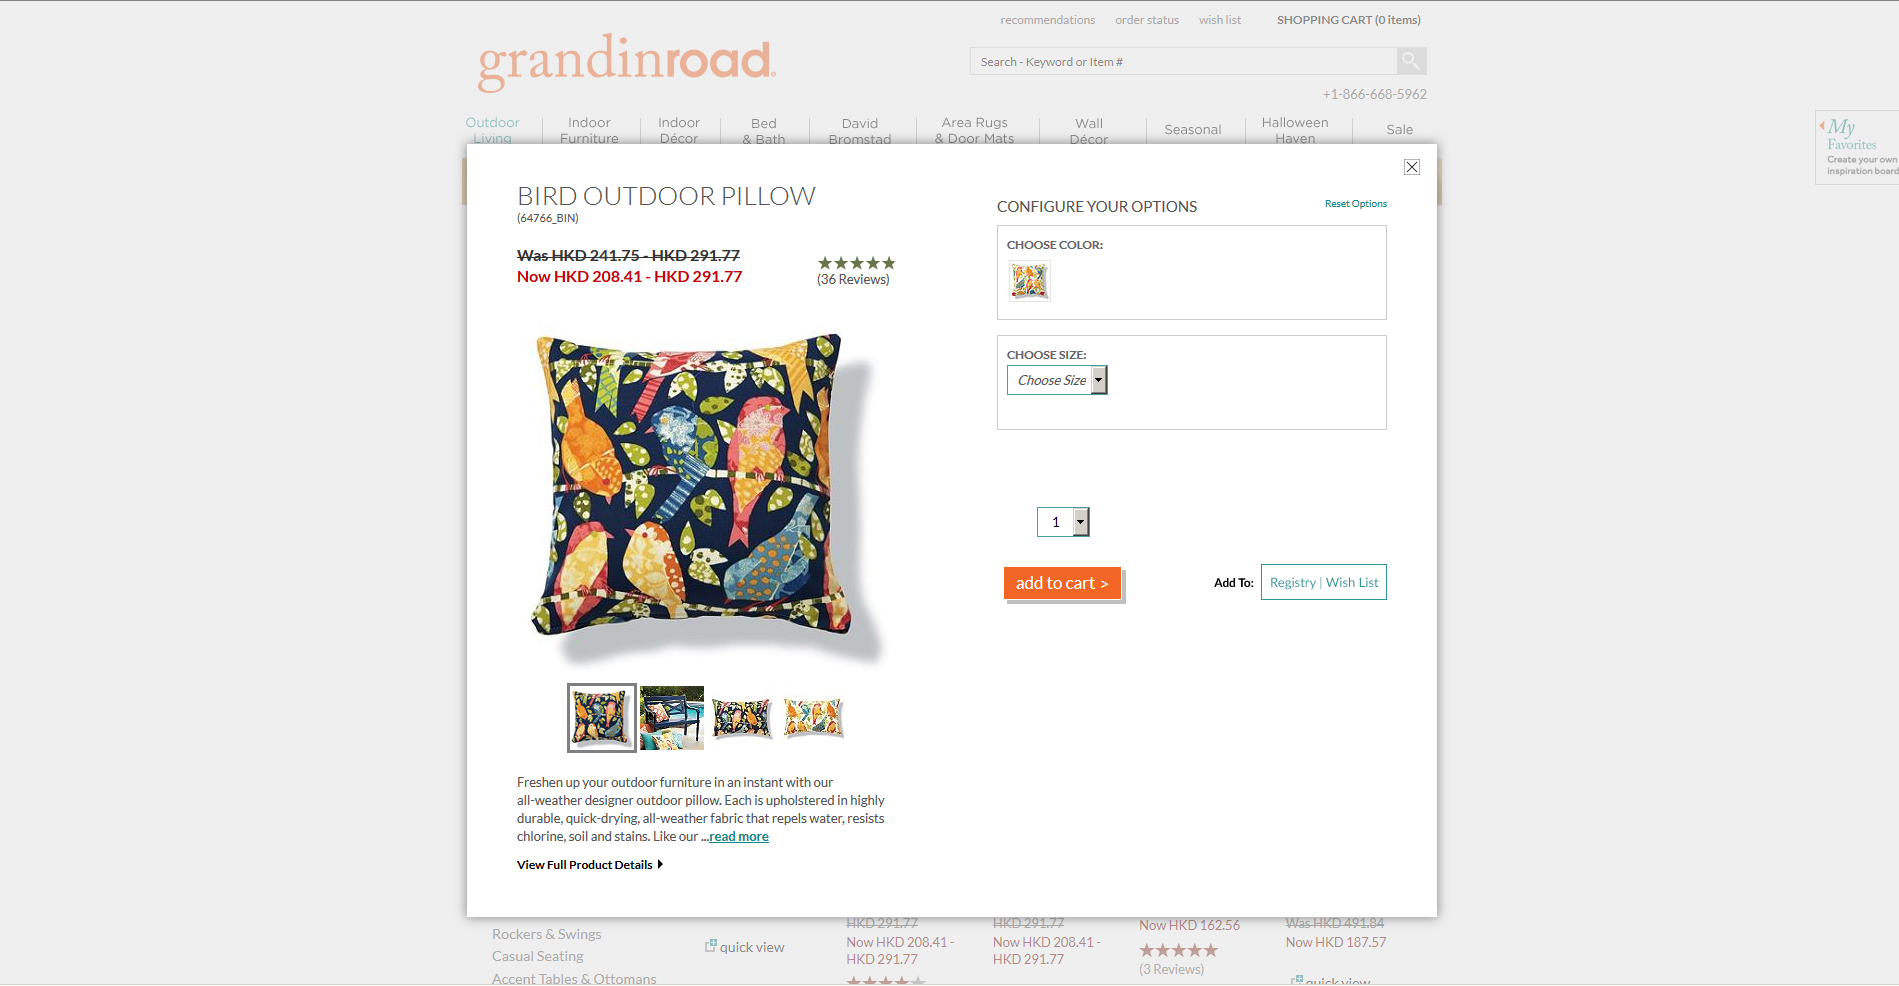 recommendations order status wish list SHOPPING CART (0 items)
grandinroad.
Search - Keyword or Item #
+1-866-668-5962
Outdoor Living
Indoor Furniture
Indoor Décor
Bed & Bath
David Bromstad
Area Rugs & Door Mats
Wall Décor
Seasonal
Halloween Haven
Sale
My
Favorites
Create your own
inspiration board
BIRD OUTDOOR PILLOW
(64766_BIN)
Was HKD 241.75 - HKD 291.77
Now HKD 208.41 - HKD 291.77
(36 Reviews)
CONFIGURE YOUR OPTIONS
Reset Options
CHOOSE COLOR:
CHOOSE SIZE:
Choose Size
1
add to cart >
Add To: Registry | Wish List
Freshen up your outdoor furniture in an instant with our
all-weather designer outdoor pillow. Each is upholstered in highly
durable, quick-drying, all-weather fabric that repels water, resists
chlorine, soil and stains. Like our ...read more
View Full Product Details
Rockers & Swings
Casual Seating
Accent Tables & Ottomans
quick view
HKD 291.77
Now HKD 208.41 -
HKD 291.77
HKD 291.77
Now HKD 208.41 -
HKD 291.77
Now HKD 162.56
(3 Reviews)
Was HKD 491.84
Now HKD 187.57
quick view